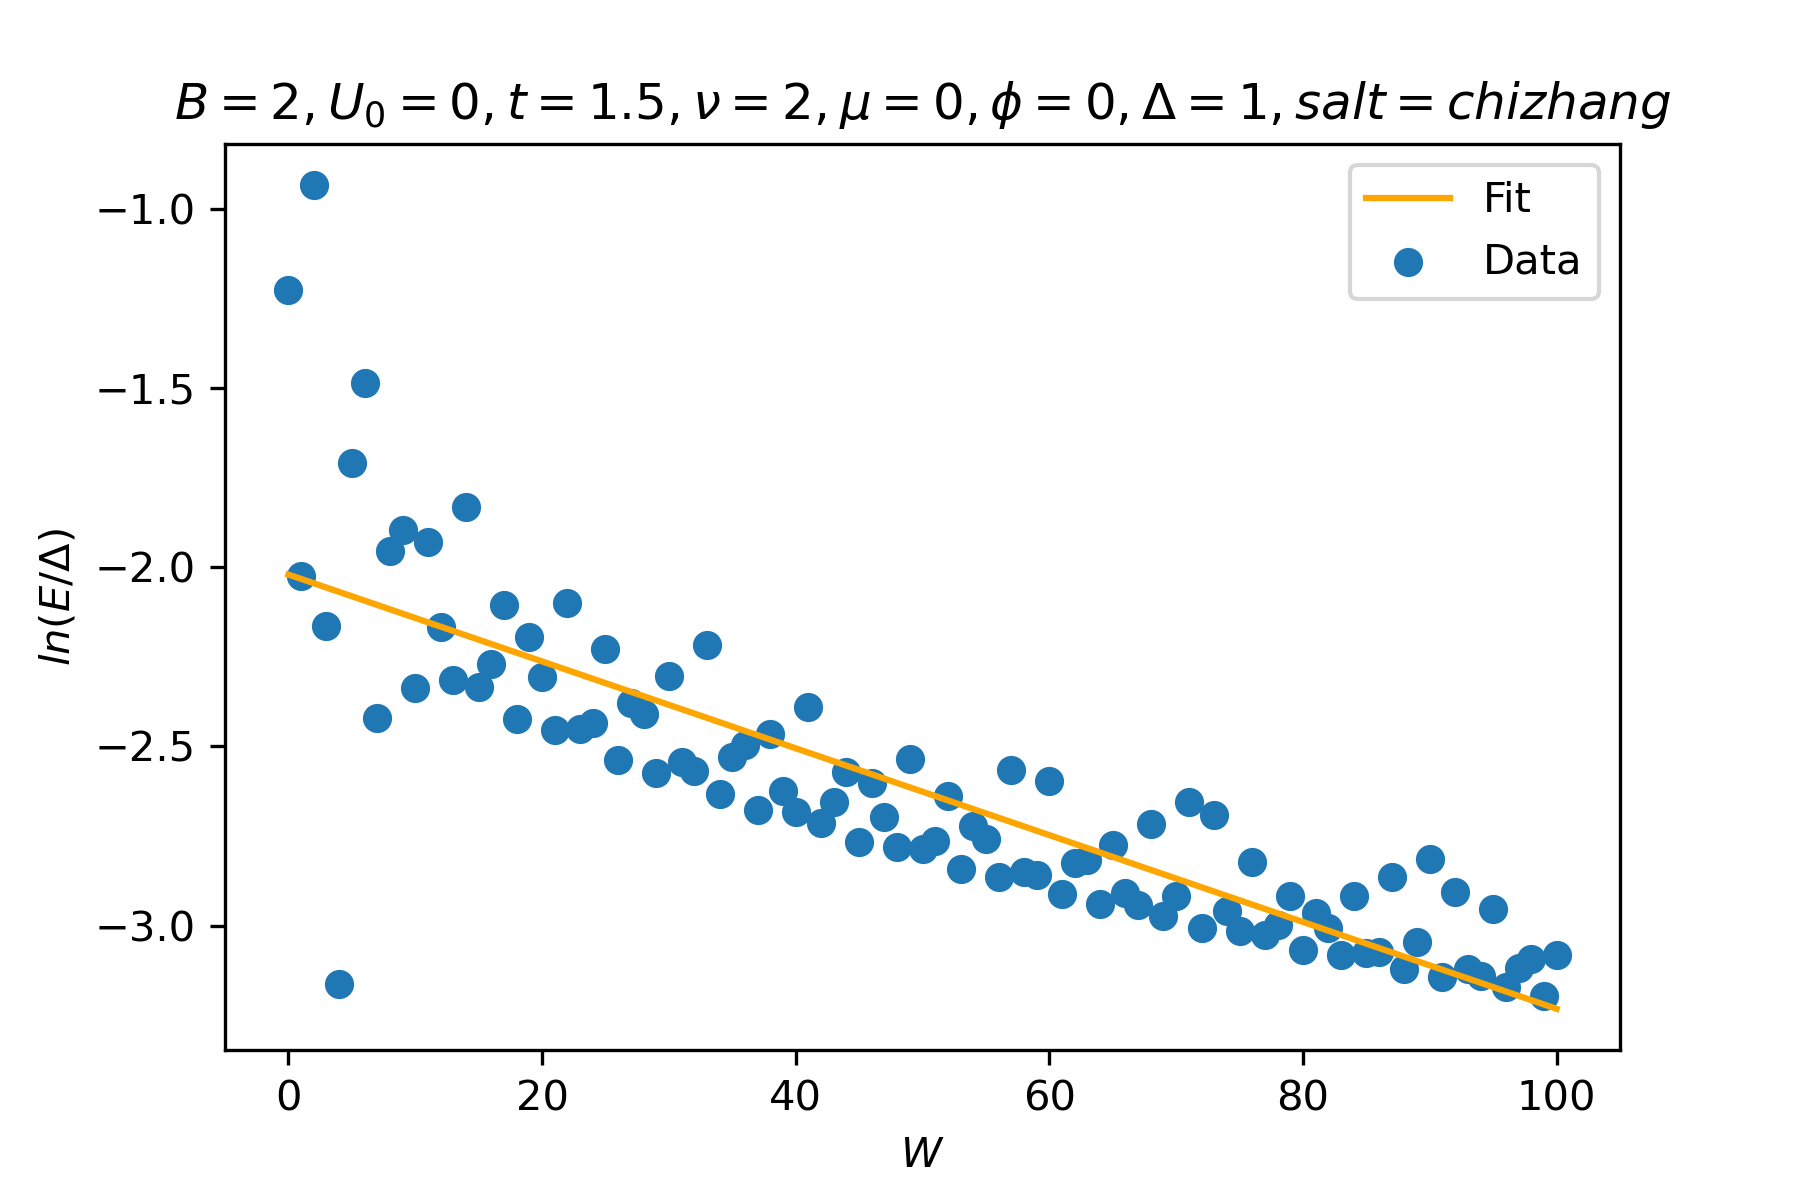 B = 2, U₀ = 0, t = 1.5, ν = 2, μ = 0, ϕ = 0, Δ = 1, salt = chizhang
Fit
Data
−1.0
−1.5
−2.0
−2.5
−3.0
ln(E/Δ)
0 20 40 60 80 100
W